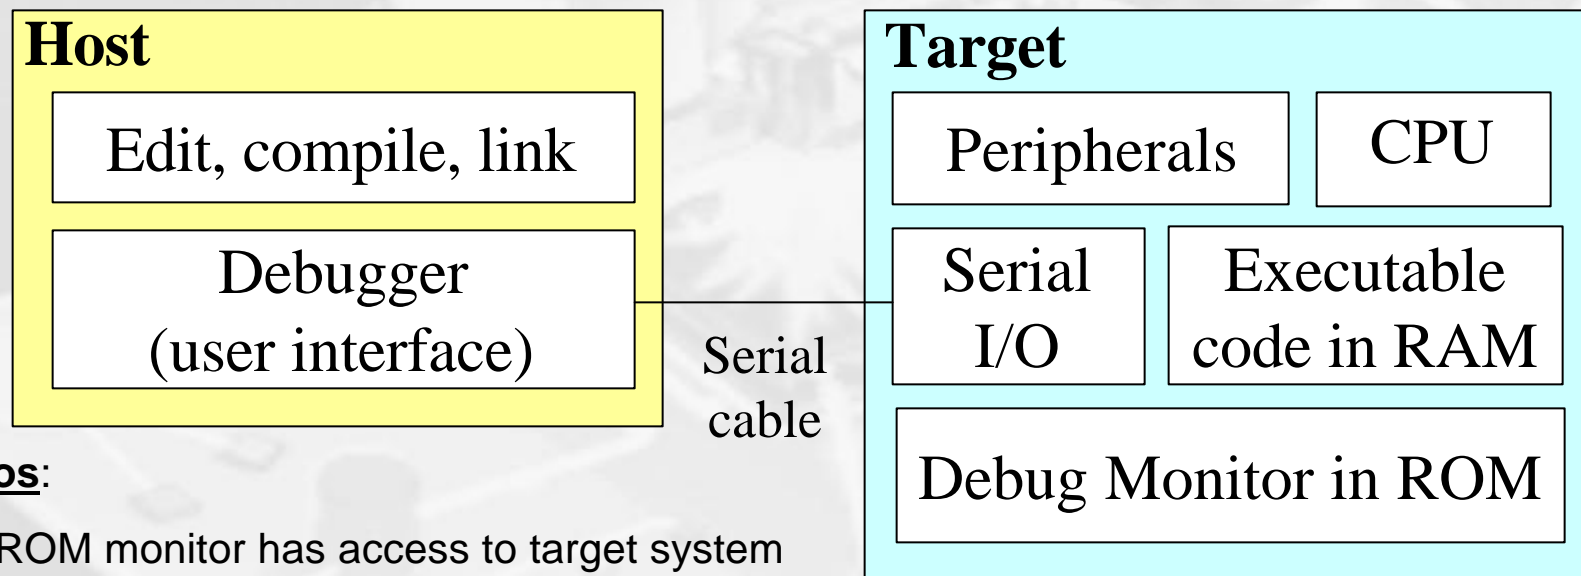 Host
Edit, compile, link
Debugger
(user interface)
Serial
cable
Target
Peripherals
CPU
Serial
I/O
Executable
code in RAM
Debug Monitor in ROM
os:
ROM monitor has access to target system